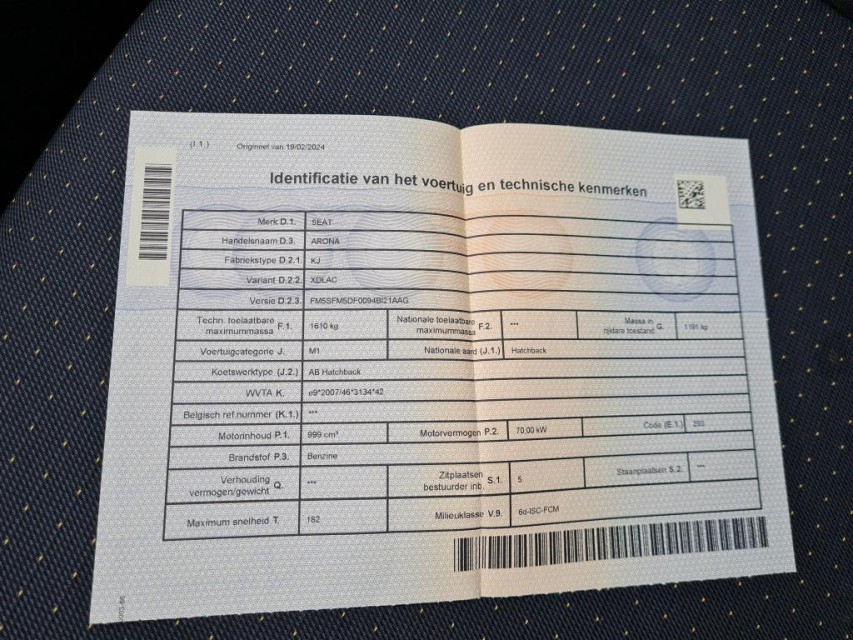 (I.1.) Origineel van 19/02/2024
Identificatie van het voertuig en technische kenmerken
Merk D.1. SEAT
Handelsnaam D.3. ARONA
Fabriekstype D.2.1 KJ
Variant D.2.2. XDLAC
Versie D.2.3. FM5SFM5DF0094BI21AAG
Techn. toelaatbare maximummassa F.1. 1610 kg Nationale toelaatbare maximummassa F.2. *** Massa in rijklare toestand G. 1191 kg
Voertuigcategorie J. M1 Nationale aard (J.1.) Hatchback
Koetswerktype (J.2.) AB Hatchback
WVTA K. e9*2007/46*3134*42
Belgisch ref.nummer (K.1.) ***
Motorinhoud P.1. 999 cm³ Motorvermogen P.2. 70,00 kW Code (E.1.)
Brandstof P.3. Benzine
Verhouding vermogen/gewicht Q. *** Zitplaatsen bestuurder inb. S.1. 5 Staanplaatsen S.2. ***
Maximum snelheid T. 182 Milieuklasse V.9. 6d-ISC-FCM